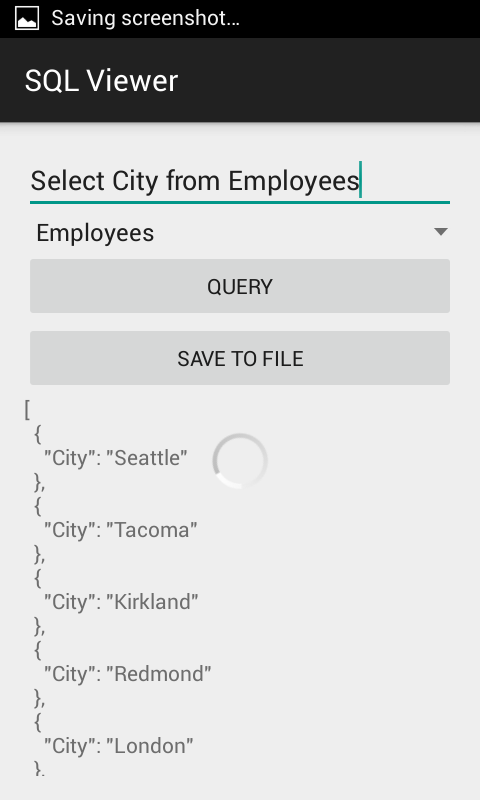 Saving screenshot...
SQL Viewer
Select City from Employees
Employees
QUERY
SAVE TO FILE
[
{
"City": "Seattle"
},
{
"City": "Tacoma"
},
{
"City": "Kirkland"
},
{
"City": "Redmond"
},
{
"City": "London"
},